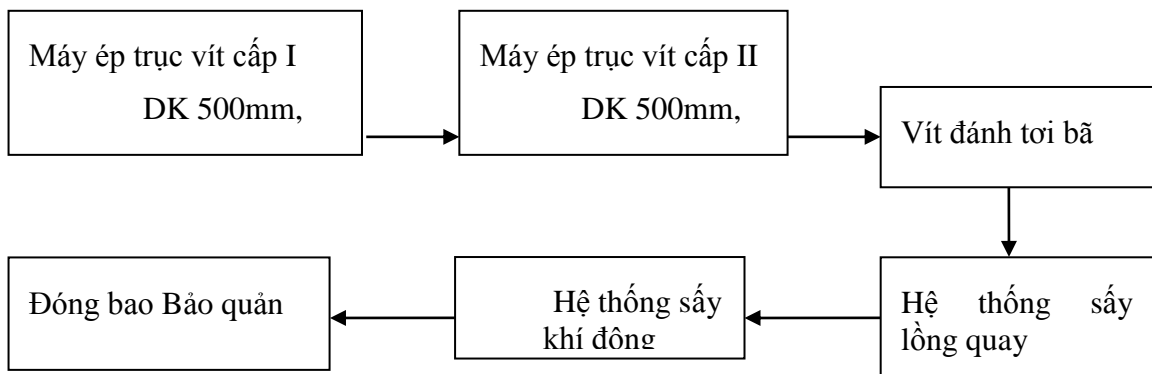 Máy ép trục vít cấp I
DK 500mm,
Máy ép trục vít cấp II
DK 500mm,
Vít đánh tơi bã
Hệ thống sấy
lồng quay
Hệ thống sấy
khí đông
Đóng bao Bảo quản